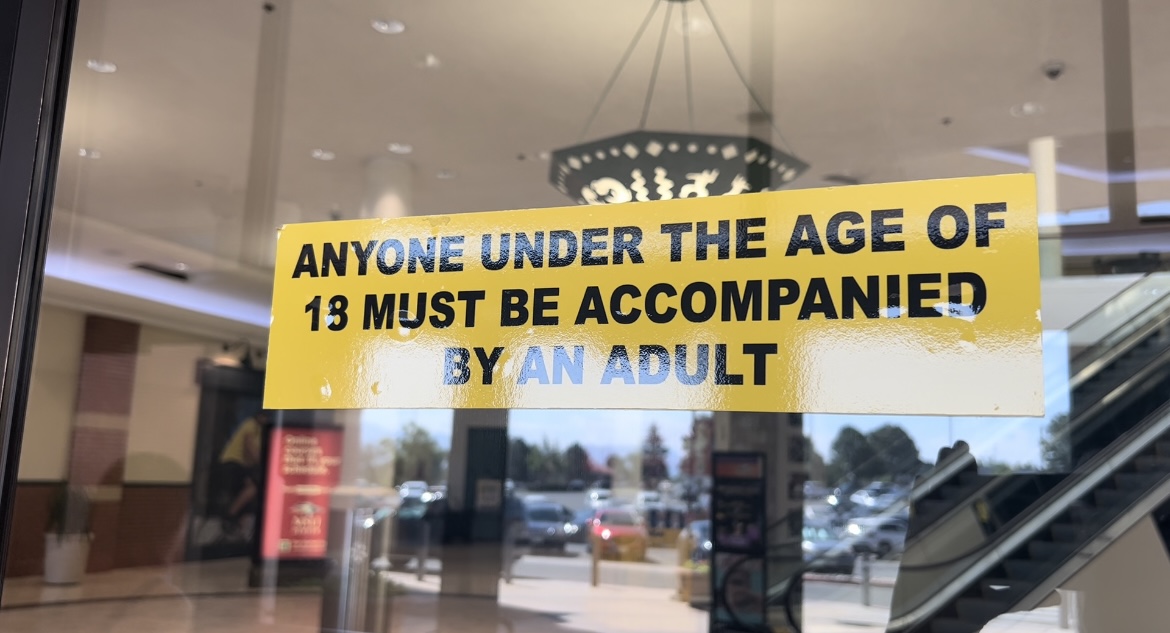 ANYONE UNDER THE AGE OF
18 MUST BE ACCOMPANIED
BY AN ADULT